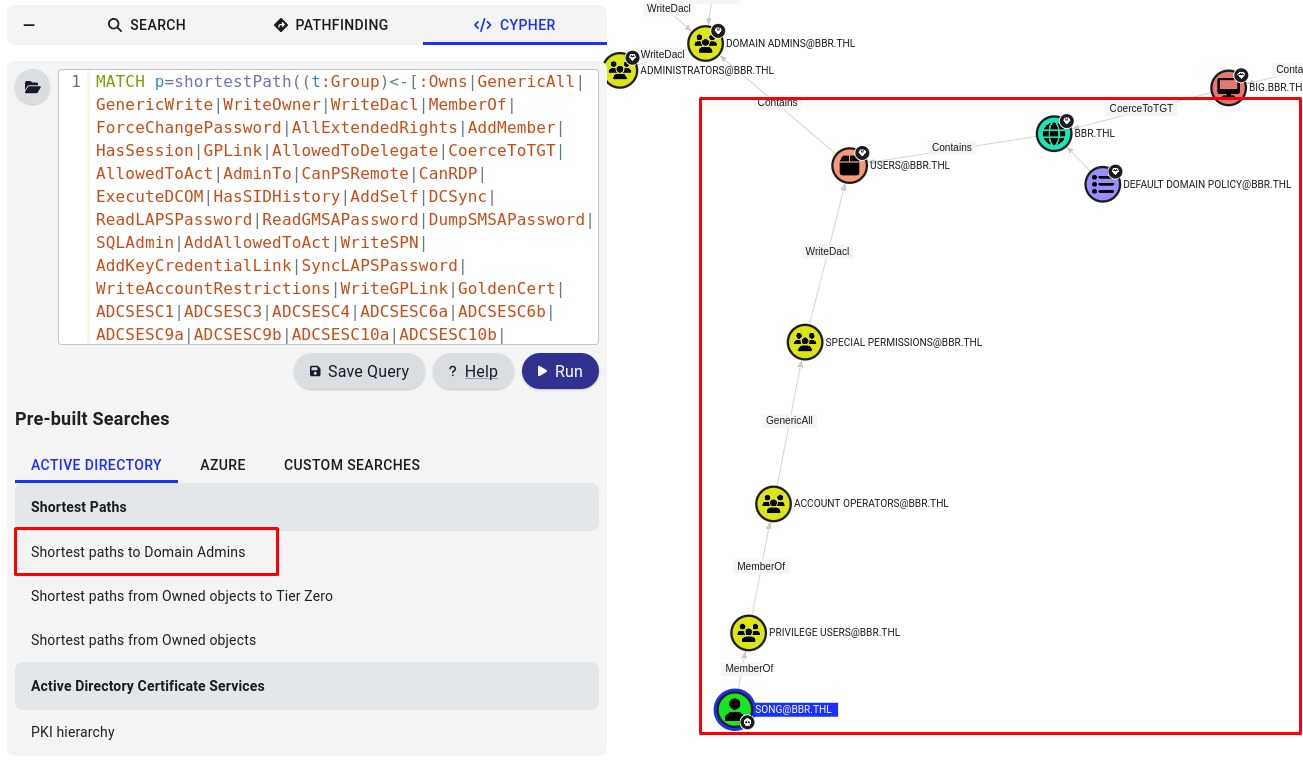 SEARCH
PATHFINDING
</> CYPHER
1
MATCH p=shortestPath((t:Group)<-[:Owns|GenericAll|
GenericWrite|WriteOwner|WriteDacl|MemberOf|
ForceChangePassword|AllExtendedRights|AddMember|
HasSession|GPLink|AllowedToDelegate|CoerceToTGT|
AllowedToAct|AdminTo|CanPSRemote|CanRDP|
ExecuteDCOM|HasSIDHistory|AddSelf|DCSync|
ReadLAPSPassword|ReadGMSAPassword|DumpSMSAPassword|
SQLAdmin|AddAllowedToAct|WriteSPN|
AddKeyCredentialLink|SyncLAPSPassword|
WriteAccountRestrictions|WriteGPLink|GoldenCert|
ADCSESC1|ADCSESC3|ADCSESC4|ADCSESC6a|ADCSESC6b|
ADCSESC9a|ADCSESC9b|ADCSESC10a|ADCSESC10b|
Save Query
? Help
Run
Pre-built Searches
ACTIVE DIRECTORY
AZURE
CUSTOM SEARCHES
Shortest Paths
Shortest paths to Domain Admins
Shortest paths from Owned objects to Tier Zero
Shortest paths from Owned objects
Active Directory Certificate Services
PKI hierarchy
WriteDacl
DOMAIN ADMINS@BBR.THL
WriteDacl
ADMINISTRATORS@BBR.THL
Conta
BIG.BBR.TH
Contains
CoerceToTGT
BBR.THL
Contains
USERS@BBR.THL
DEFAULT DOMAIN POLICY@BBR.THL
WriteDacl
SPECIAL PERMISSIONS@BBR.THL
GenericAll
ACCOUNT OPERATORS@BBR.THL
MemberOf
PRIVILEGE USERS@BBR.THL
MemberOf
SONG@BBR.THL